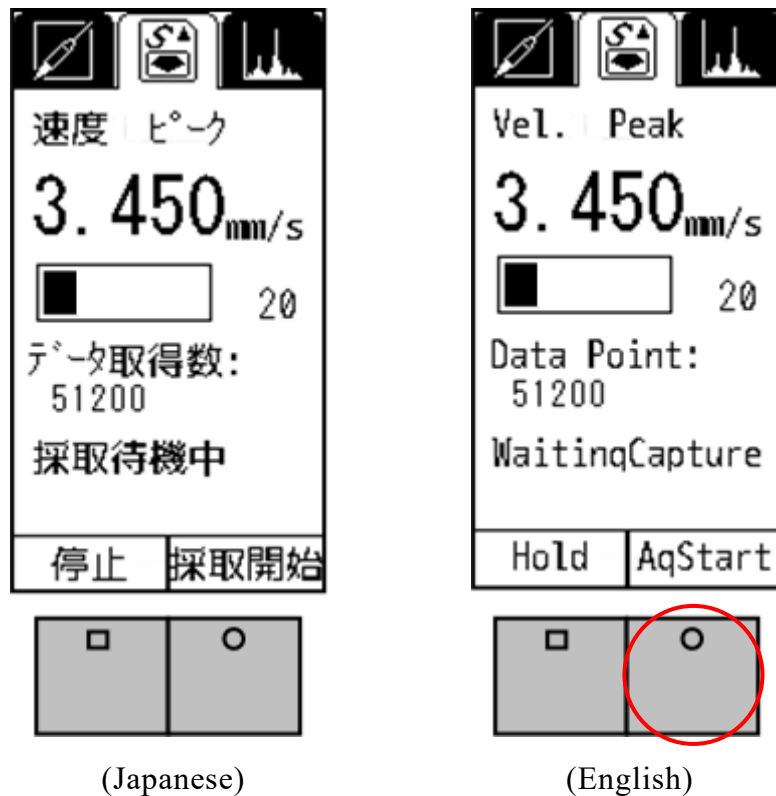 S
速度 ピーク
3.450mm/s
20
データ取得数:
51200
採取待機中
停止 採取開始
(Japanese)
S
Vel. Peak
3.450mm/s
20
Data Point:
51200
WaitingCapture
Hold AqStart
(English)